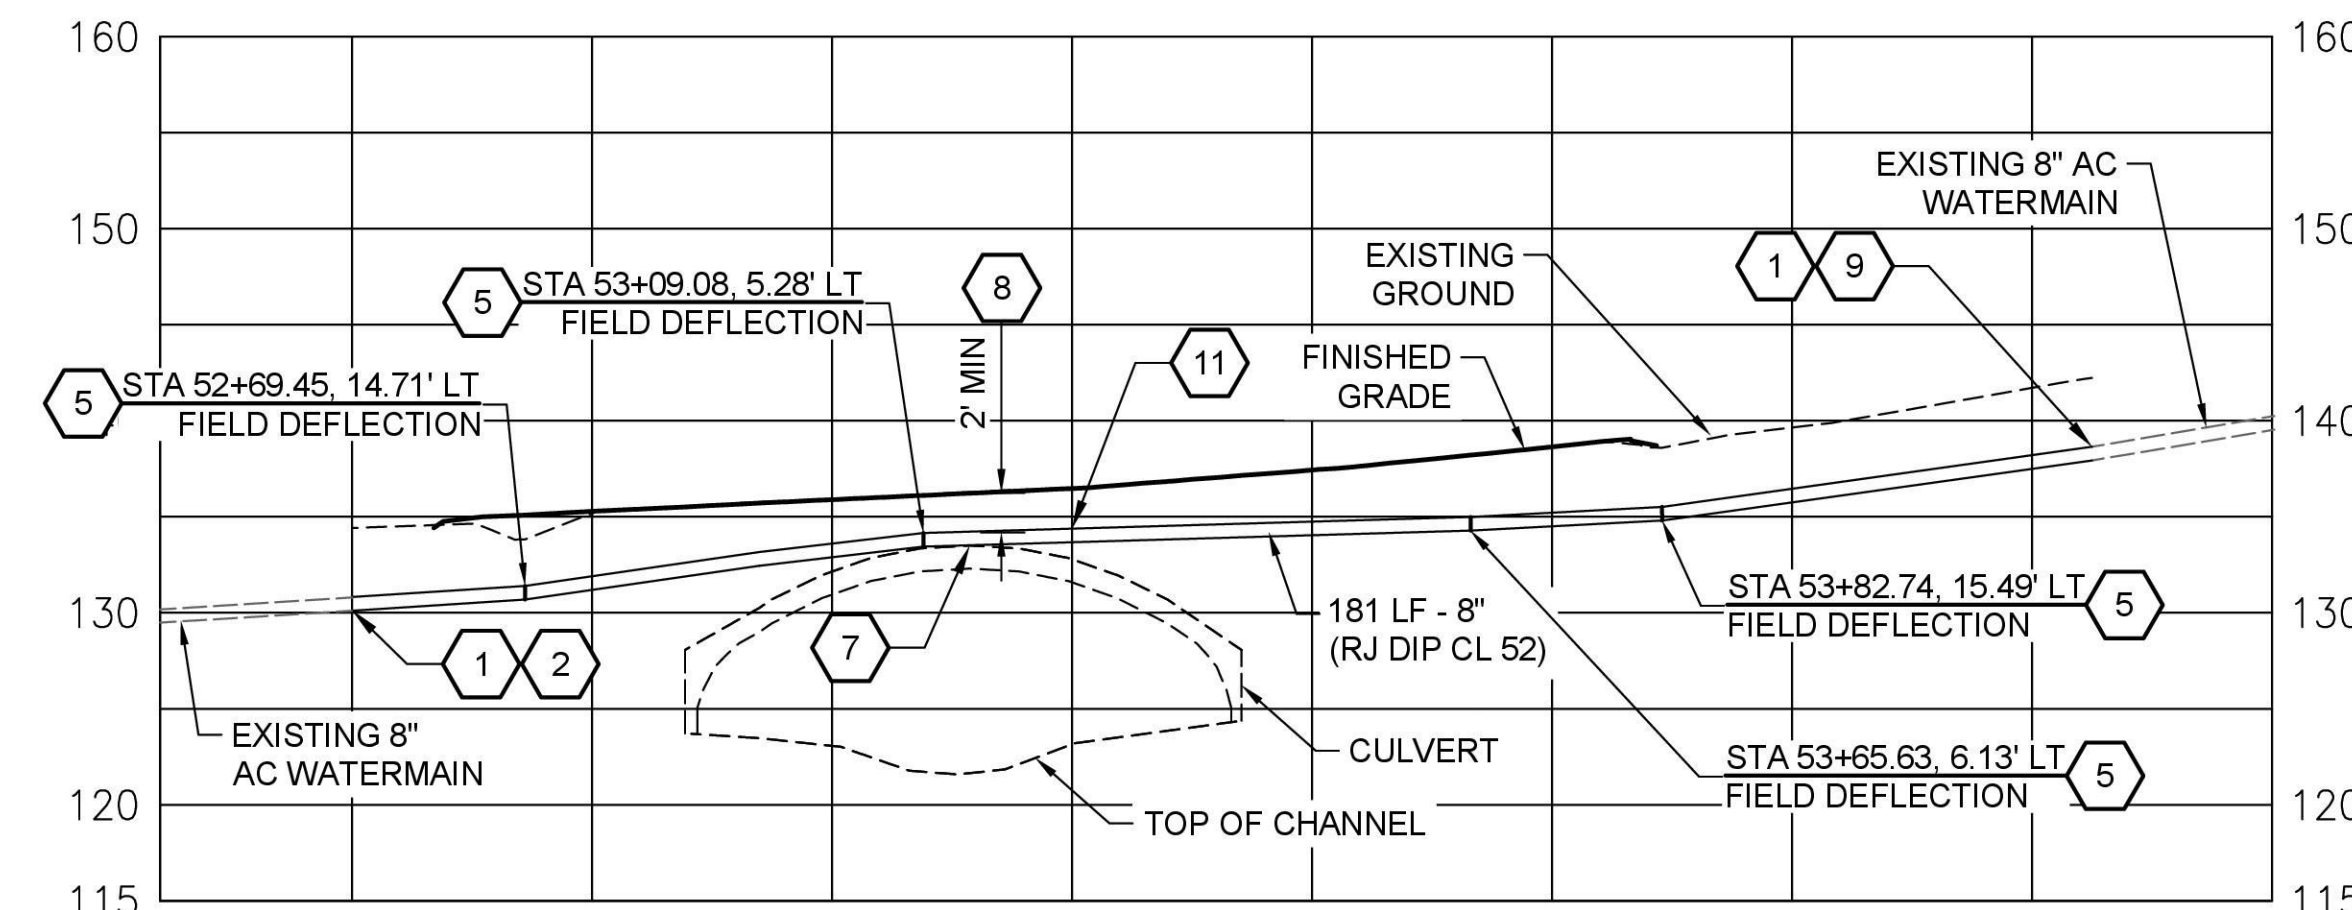 160
160
EXISTING 8" AC
WATERMAIN
150
150
EXISTING
GROUND
1
9
5
STA 53+09.08, 5.28' LT
FIELD DEFLECTION
8
2' MIN
11
FINISHED
GRADE
5
STA 52+69.45, 14.71' LT
FIELD DEFLECTION
140
130
130
STA 53+82.74, 15.49' LT
FIELD DEFLECTION
5
181 LF - 8"
(RJ DIP CL 52)
7
1
2
EXISTING 8"
AC WATERMAIN
CULVERT
STA 53+65.63, 6.13' LT
FIELD DEFLECTION
5
120
120
TOP OF CHANNEL
115
115